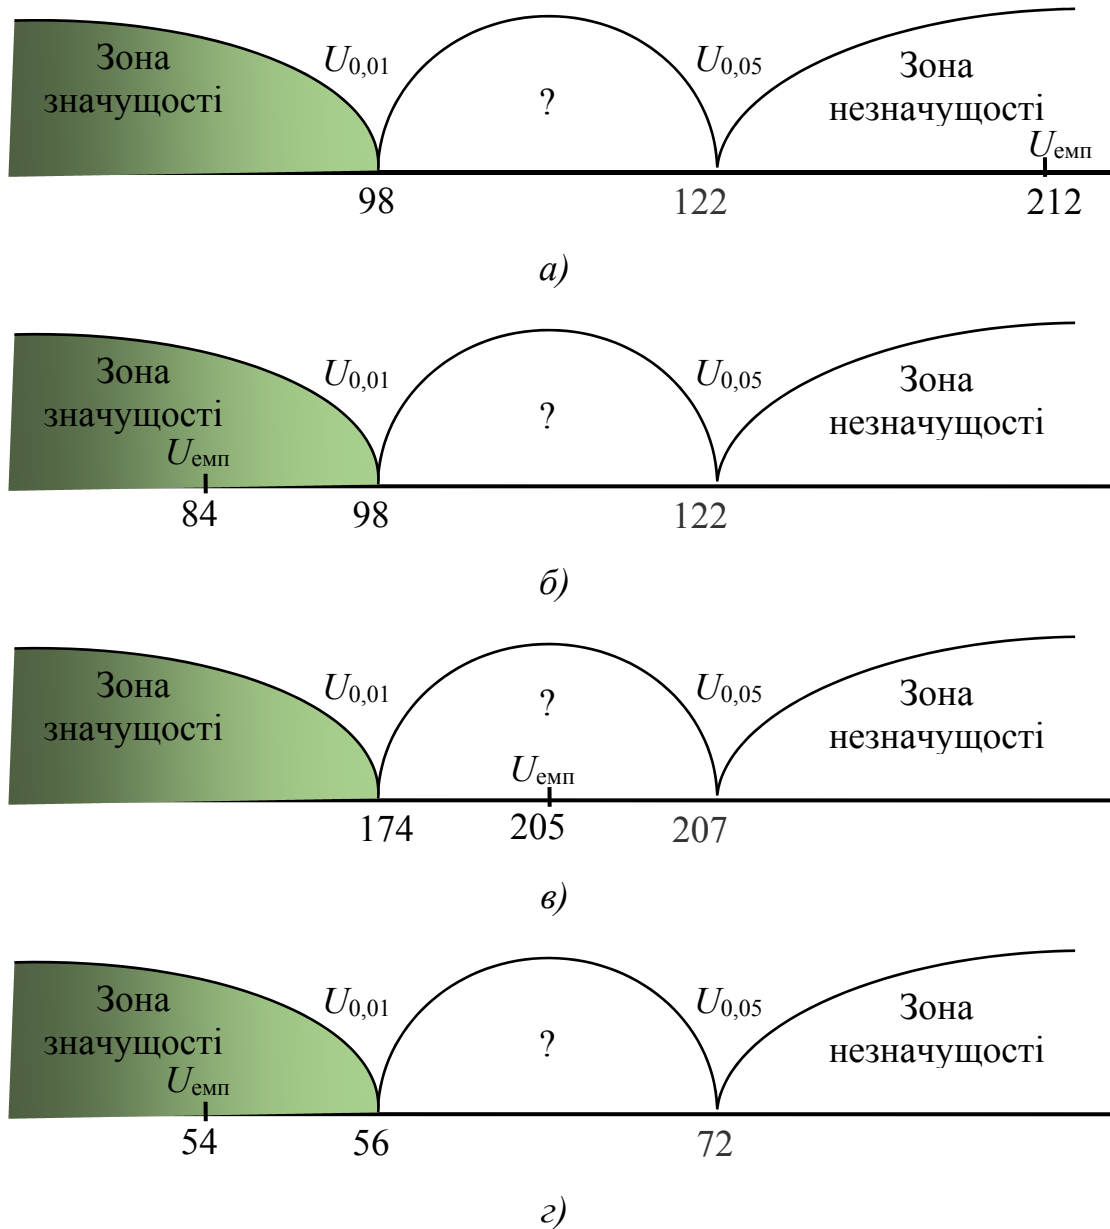 Зона
значущості
U0,01
?
U0,05
Зона
незначущості
Uемп
98
122
212
а)
Зона
значущості
Uемп
U0,01
?
U0,05
Зона
незначущості
84
98
122
б)
Зона
значущості
U0,01
?
Uемп
U0,05
Зона
незначущості
174
205
207
в)
Зона
значущості
Uемп
U0,01
?
U0,05
Зона
незначущості
54
56
72
г)